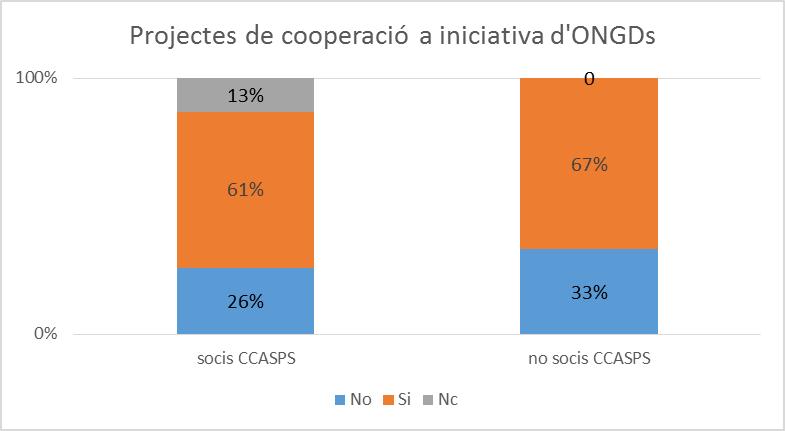 Projectes de cooperació a iniciativa d'ONGDs
100%
13%
0
61%
67%
26%
33%
0%
socis CCASPS
no socis CCASPS
No Si Nc